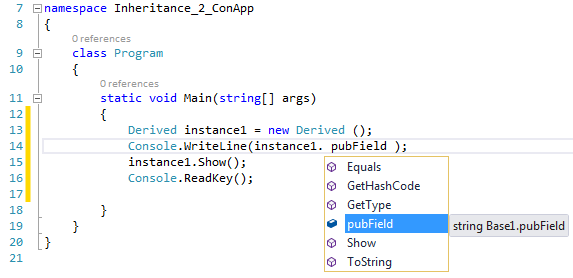 7 namespace Inheritance_2_ConApp
8 {
0 references
9 class Program
10 {
0 references
11 static void Main(string[] args)
12 {
13 Derived instance1 = new Derived ();
14 Console.WriteLine(instance1. pubField );
15 instance1.Show();
16 Console.ReadKey();
17
18 }
19 }
20 }
21
Equals
GetHashCode
GetType
pubField string Base1.pubField
Show
ToString